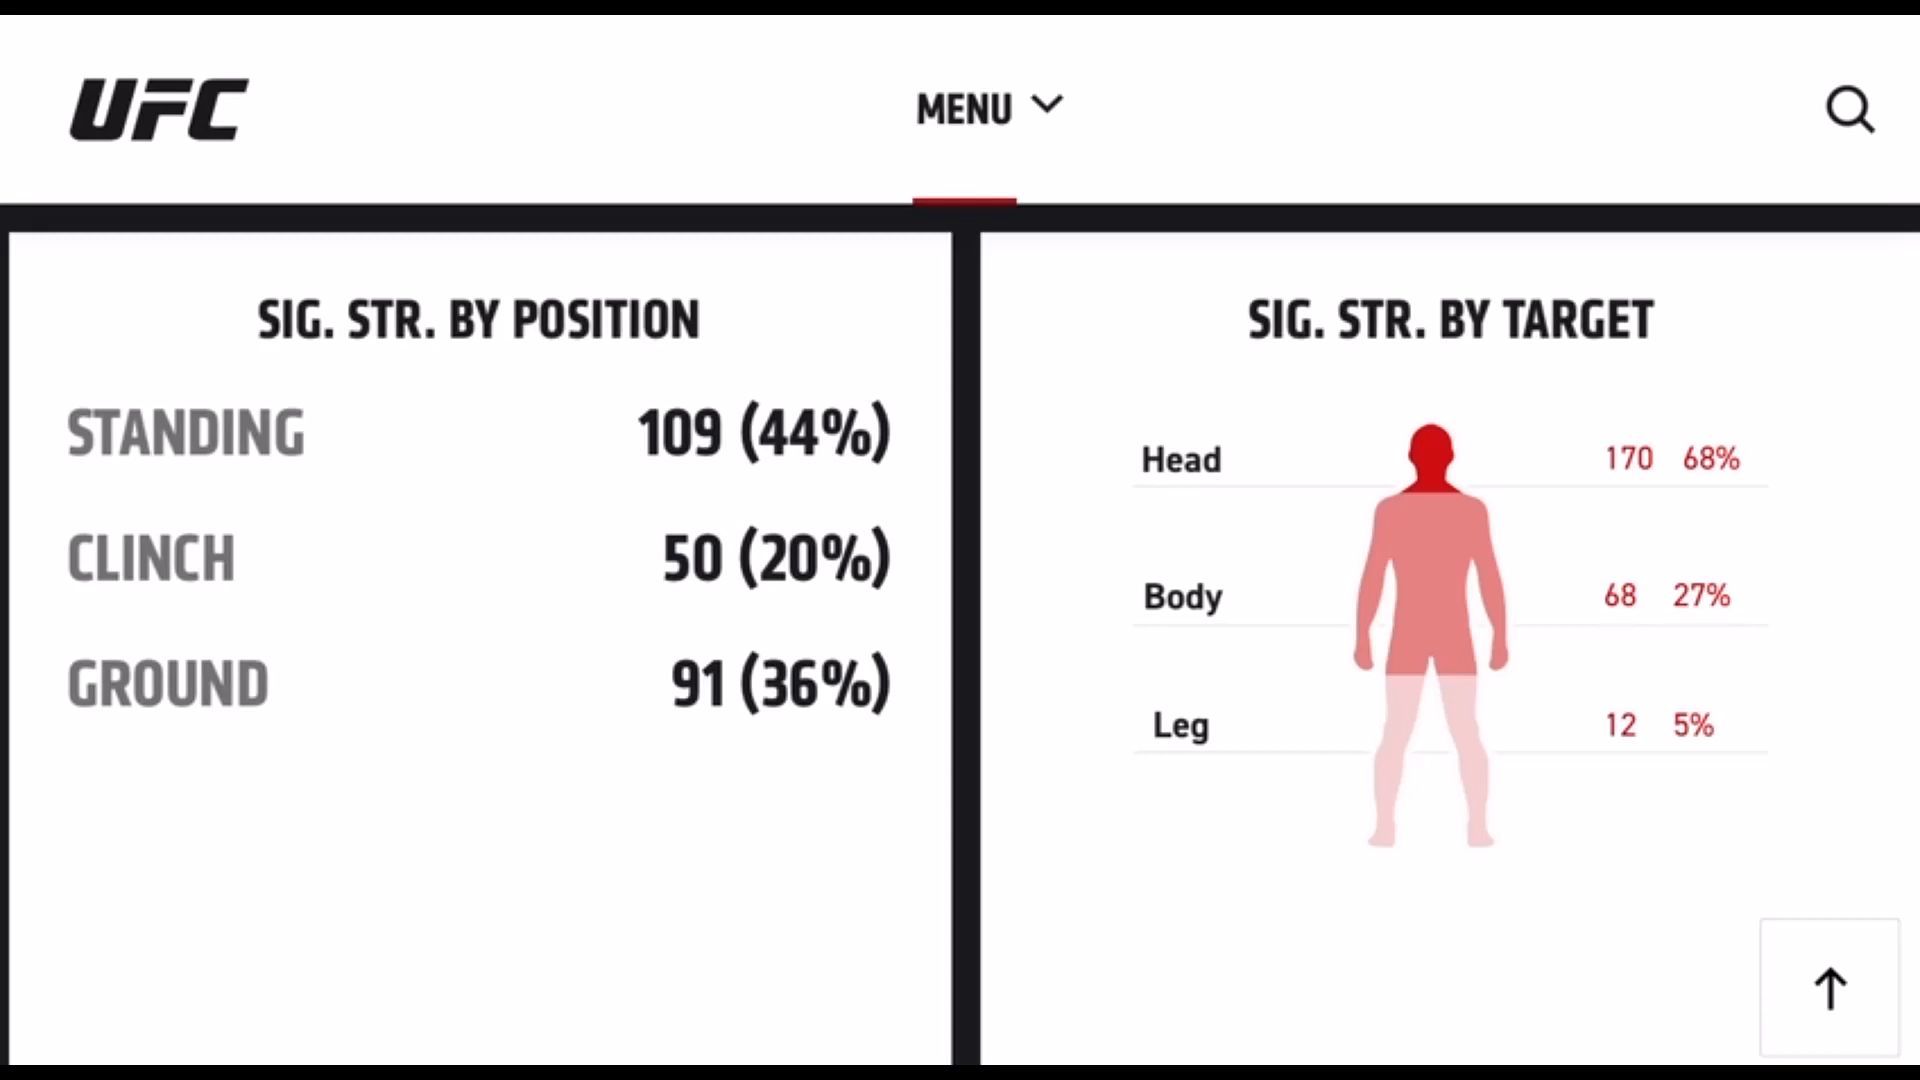 UFC
MENU
SIG. STR. BY POSITION
STANDING 109 (44%)
CLINCH 50 (20%)
GROUND 91 (36%)
SIG. STR. BY TARGET
Head 170 68%
Body 68 27%
Leg 12 5%